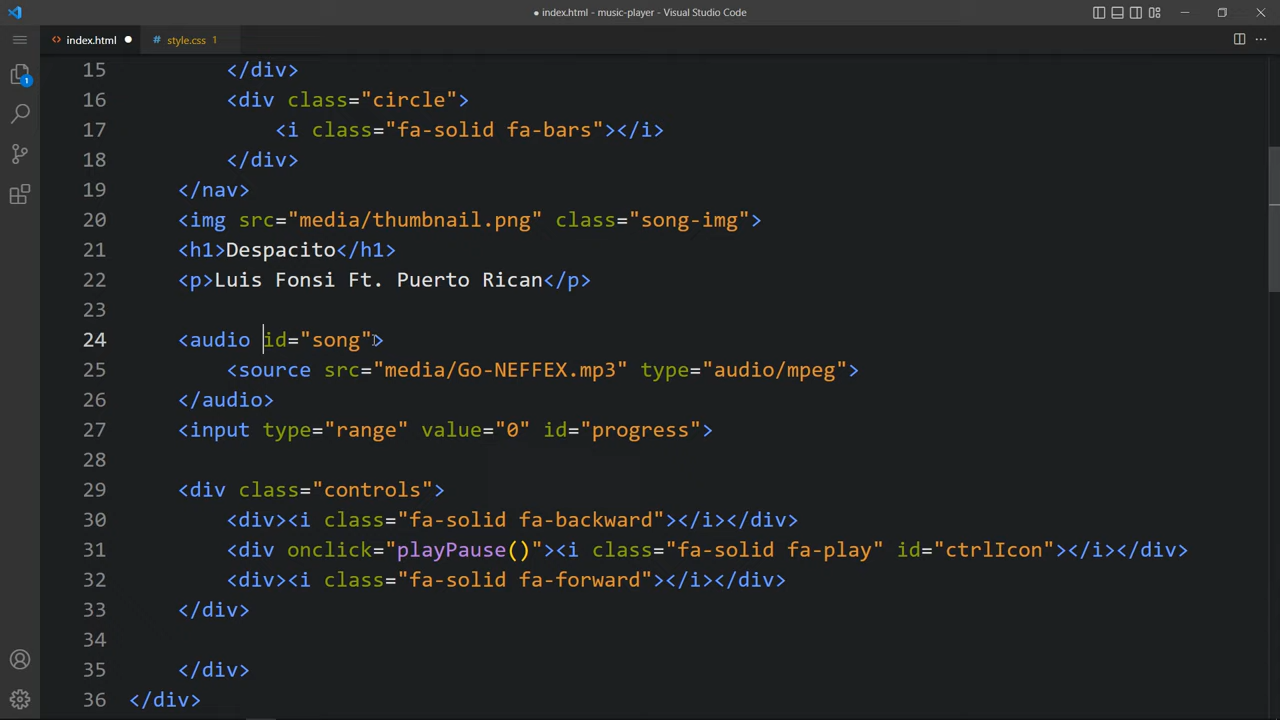 ● index.html - music-player - Visual Studio Code
<> index.html ●
# style.css 1
1
15 </div>
16 <div class="circle">
17 <i class="fa-solid fa-bars"></i>
18 </div>
19 </nav>
20 <img src="media/thumbnail.png" class="song-img">
21 <h1>Despacito</h1>
22 <p>Luis Fonsi Ft. Puerto Rican</p>
23
24 <audio id="song">
25 <source src="media/Go-NEFFEX.mp3" type="audio/mpeg">
26 </audio>
27 <input type="range" value="0" id="progress">
28
29 <div class="controls">
30 <div><i class="fa-solid fa-backward"></i></div>
31 <div onclick="playPause()"><i class="fa-solid fa-play" id="ctrlIcon"></i></div>
32 <div><i class="fa-solid fa-forward"></i></div>
33 </div>
34
35 </div>
36 </div>